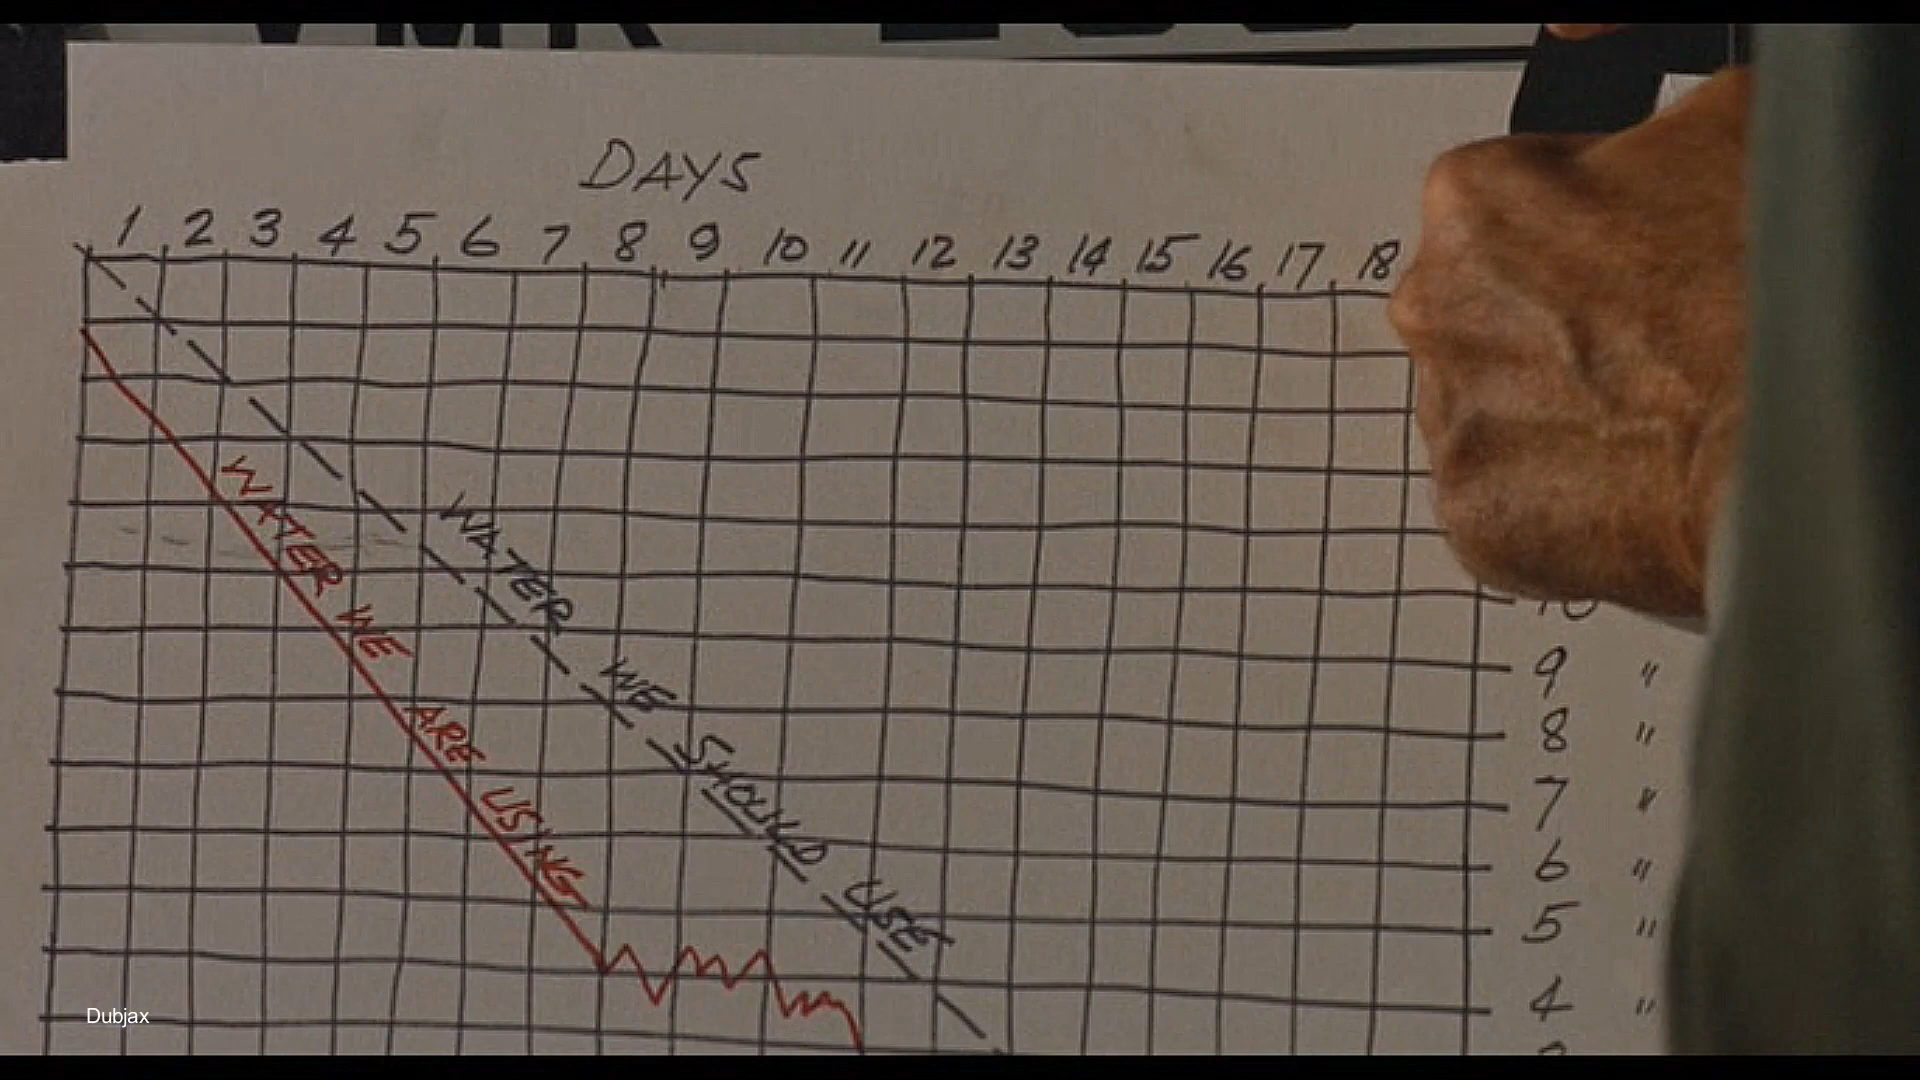 DAYS
1 2 3 4 5 6 7 8 9 10 11 12 13 14 15 16 17 18
WATER WE SHOULD USE
WATER WE ARE USING
10
9 "
8 "
7 "
6 "
5 "
4 "
Dubjax